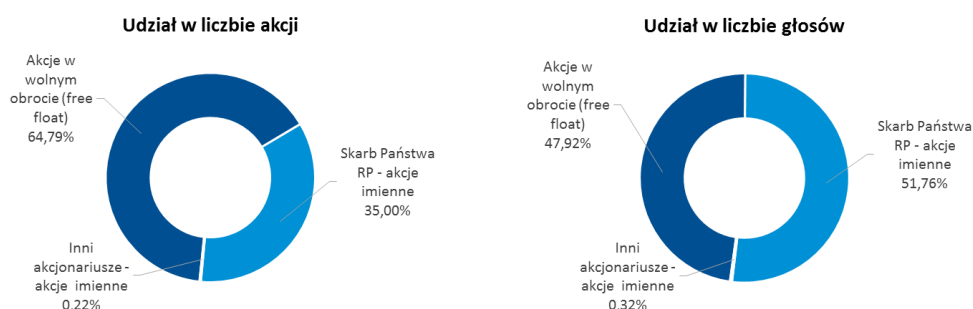 Udział w liczbie akcji
Akcje w
wolnym
obrocie (free
float)
64,79%
Skarb Państwa
RP - akcje
imienne
35,00%
Inni
akcjonariusze -
akcje imienne
0,22%
Udział w liczbie głosów
Akcje w
wolnym
obrocie (free
float)
47,92%
Skarb Państwa
RP - akcje
imienne
51,76%
Inni
akcjonariusze -
akcje imienne
0,32%